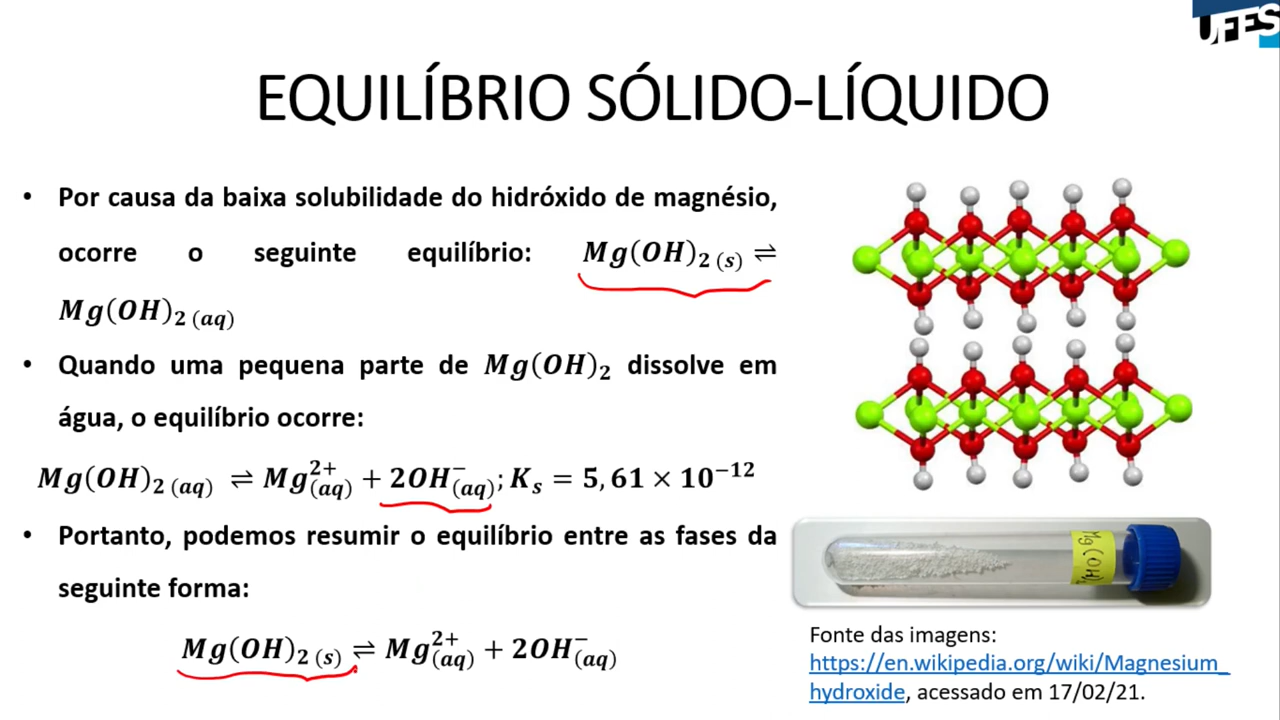 UFES
EQUILÍBRIO SÓLIDO-LÍQUIDO
• Por causa da baixa solubilidade do hidróxido de magnésio,
ocorre o seguinte equilíbrio: Mg(OH)₂ (s) ⇌
Mg(OH)₂ (aq)
• Quando uma pequena parte de Mg(OH)₂ dissolve em
água, o equilíbrio ocorre:
Mg(OH)₂ (aq) ⇌ Mg²⁺(aq) + 2OH⁻(aq); Kₛ = 5,61 × 10⁻¹²
• Portanto, podemos resumir o equilíbrio entre as fases da
seguinte forma:
Mg(OH)₂ (s) ⇌ Mg²⁺(aq) + 2OH⁻(aq)
Mg(OH)₂
Fonte das imagens:
https://en.wikipedia.org/wiki/Magnesium_
hydroxide, acessado em 17/02/21.